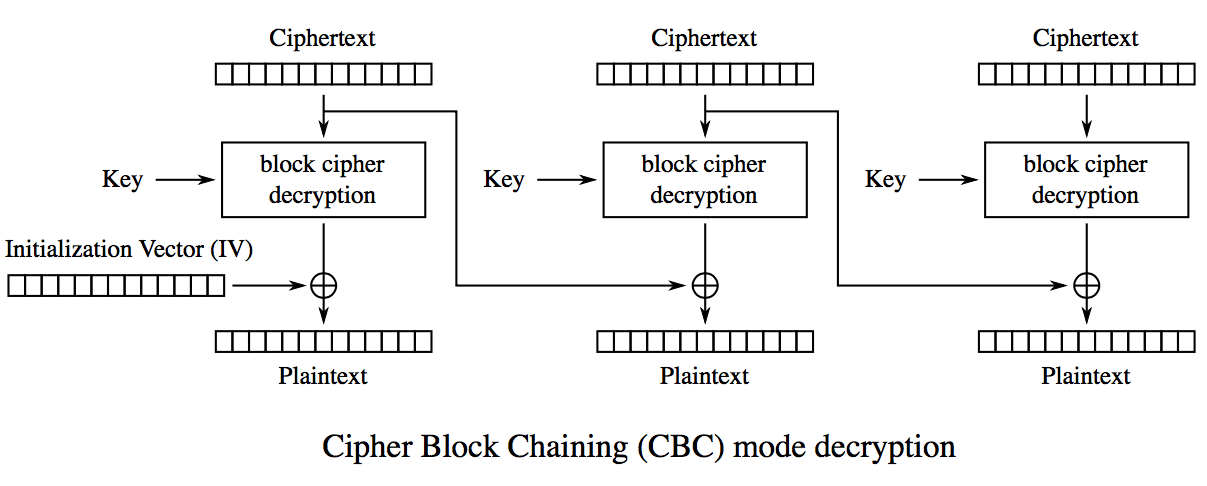 Ciphertext
Ciphertext
Ciphertext
block cipher
decryption
block cipher
decryption
block cipher
decryption
Key
Key
Key
Initialization Vector (IV)
Plaintext
Plaintext
Plaintext
Cipher Block Chaining (CBC) mode decryption